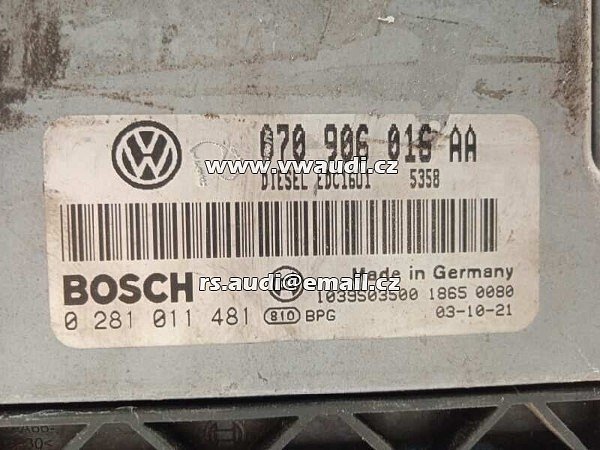 070 906 016 AA
www.vwaudi.cz
DIESEL EDC16U1 5358
BOSCH
Made in Germany
rs.audi@email.cz
1039S03500 1865 0080
0 281 011 481 810 BPG 03-10-21